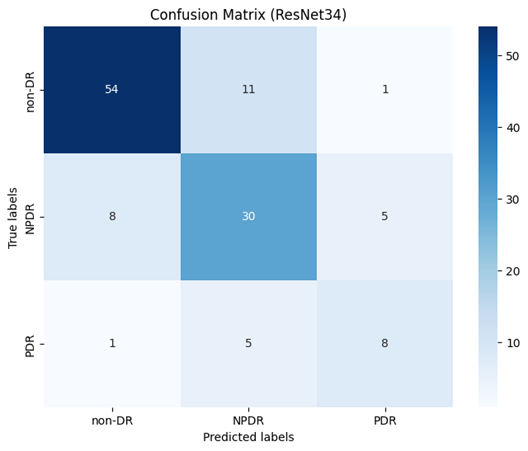 Confusion Matrix (ResNet34)
non-DR 54 11 1
NPDR 8 30 5
PDR 1 5 8
True labels
non-DR NPDR PDR
Predicted labels
50
40
30
20
10